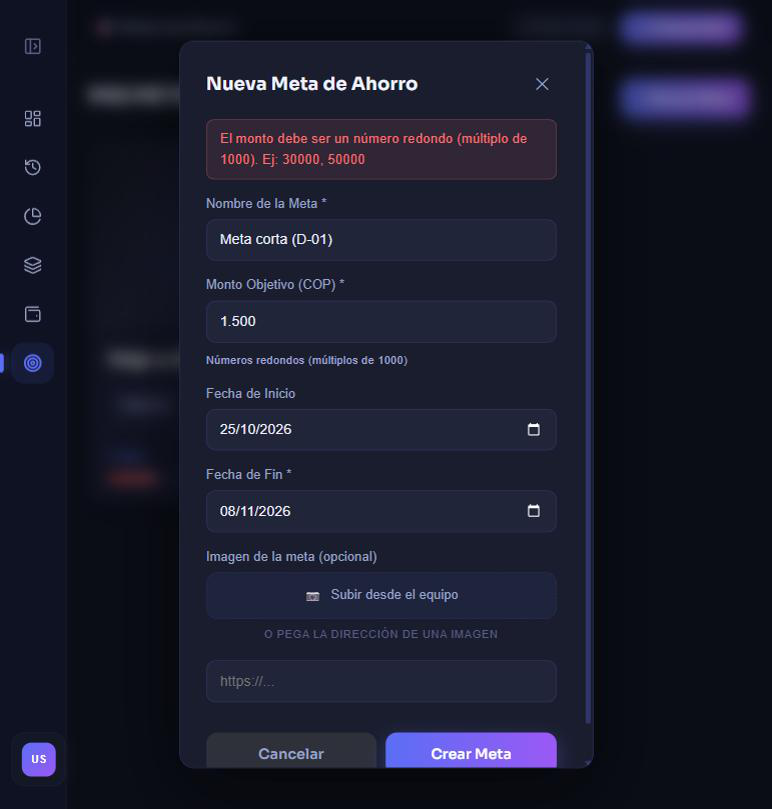 Nueva Meta de Ahorro
El monto debe ser un número redondo (múltiplo de
1000). Ej: 30000, 50000
Nombre de la Meta *
Meta corta (D-01)
Monto Objetivo (COP) *
1.500
Números redondos (múltiplos de 1000)
Fecha de Inicio
25/10/2026
Fecha de Fin *
08/11/2026
Imagen de la meta (opcional)
Subir desde el equipo
O PEGA LA DIRECCIÓN DE UNA IMAGEN
https://...
Cancelar
Crear Meta
US